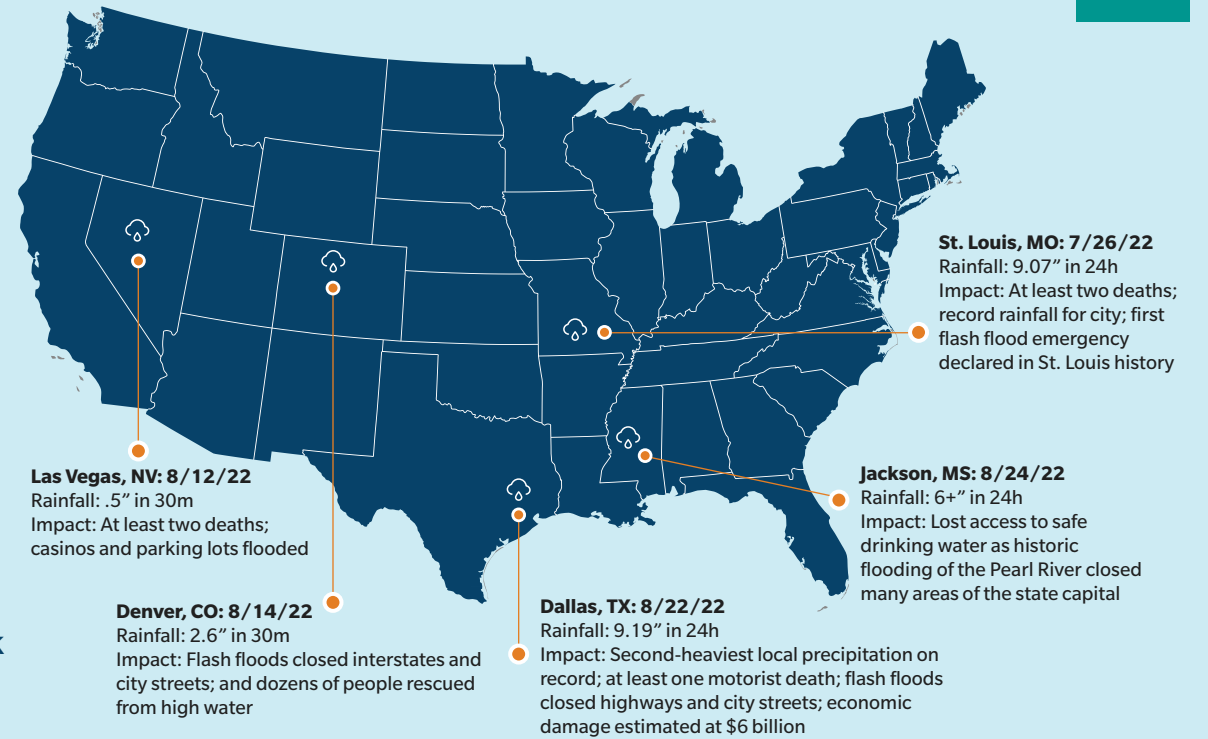 St. Louis, MO: 7/26/22
Rainfall: 9.07” in 24h
Impact: At least two deaths;
record rainfall for city; first
flash flood emergency
declared in St. Louis history
Las Vegas, NV: 8/12/22
Rainfall: .5” in 30m
Impact: At least two deaths;
casinos and parking lots flooded
Jackson, MS: 8/24/22
Rainfall: 6+” in 24h
Impact: Lost access to safe
drinking water as historic
flooding of the Pearl River closed
many areas of the state capital
Denver, CO: 8/14/22
Rainfall: 2.6” in 30m
Impact: Flash floods closed interstates and
city streets; and dozens of people rescued
from high water
Dallas, TX: 8/22/22
Rainfall: 9.19” in 24h
Impact: Second-heaviest local precipitation on
record; at least one motorist death; flash floods
closed highways and city streets; economic
damage estimated at $6 billion